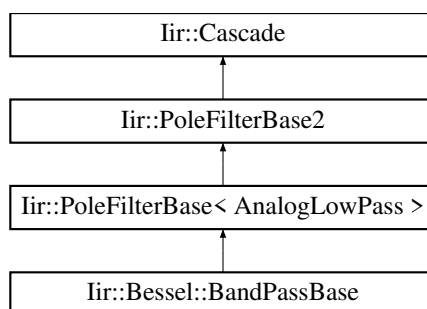 Iir::Cascade
Iir::PoleFilterBase2
Iir::PoleFilterBase< AnalogLowPass >
Iir::Bessel::BandPassBase